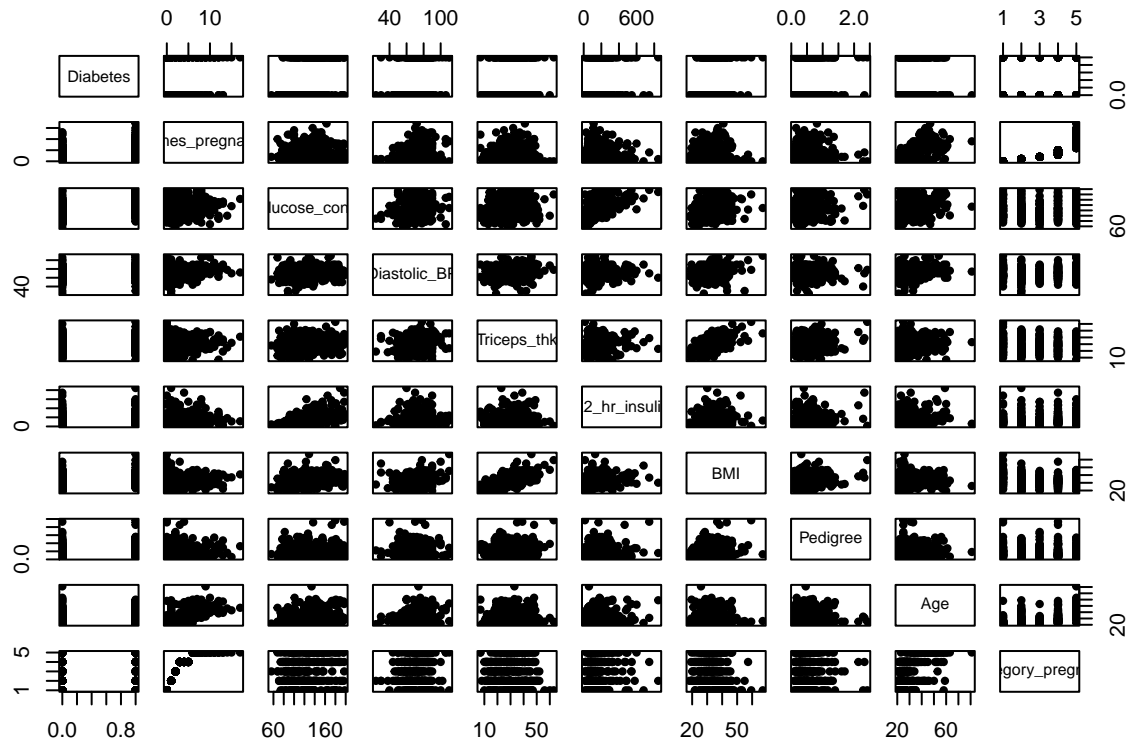 0 10 40 100 0 600 0.0 2.0 1 3 5
Diabetes 0.0
0 nes_pregna
lucose_con 60
40 Diastolic_BF
Triceps_thk 10
0 2_hr_insuli
BMI 20
0.0 Pedigree
Age 20
1 5 egory_pregn
0.0 0.8 60 160 10 50 20 50 20 60